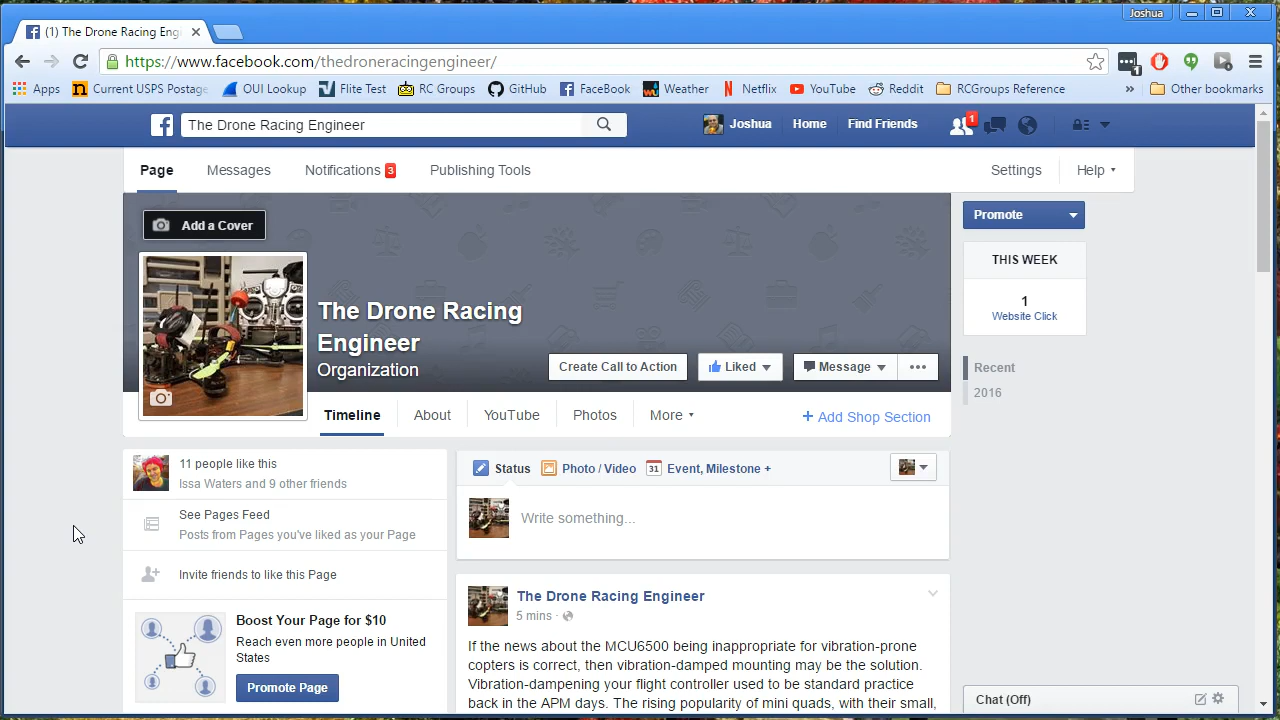 Joshua
(1) The Drone Racing Eng
https://www.facebook.com/thedroneracingengineer/
1
Apps
Current USPS Postage
OUI Lookup
Flite Test
RC Groups
GitHub
FaceBook
Weather
Netflix
YouTube
Reddit
RCGroups Reference
»
Other bookmarks
The Drone Racing Engineer
Joshua
Home
Find Friends
1
Page
Messages
Notifications 3
Publishing Tools
Settings
Help
Add a Cover
The Drone Racing
Engineer
Organization
Create Call to Action
Liked
Message
•••
Promote
THIS WEEK
1
Website Click
Recent
2016
Timeline
About
YouTube
Photos
More
+ Add Shop Section
11 people like this
Issa Waters and 9 other friends
See Pages Feed
Posts from Pages you've liked as your Page
Invite friends to like this Page
Boost Your Page for $10
Reach even more people in United
States
Promote Page
Status
Photo / Video
31
Event, Milestone +
Write something...
The Drone Racing Engineer
5 mins ·
If the news about the MCU6500 being inappropriate for vibration-prone
copters is correct, then vibration-damped mounting may be the solution.
Vibration-dampening your flight controller used to be standard practice
back in the APM days. The rising popularity of mini quads, with their small,
Chat (Off)